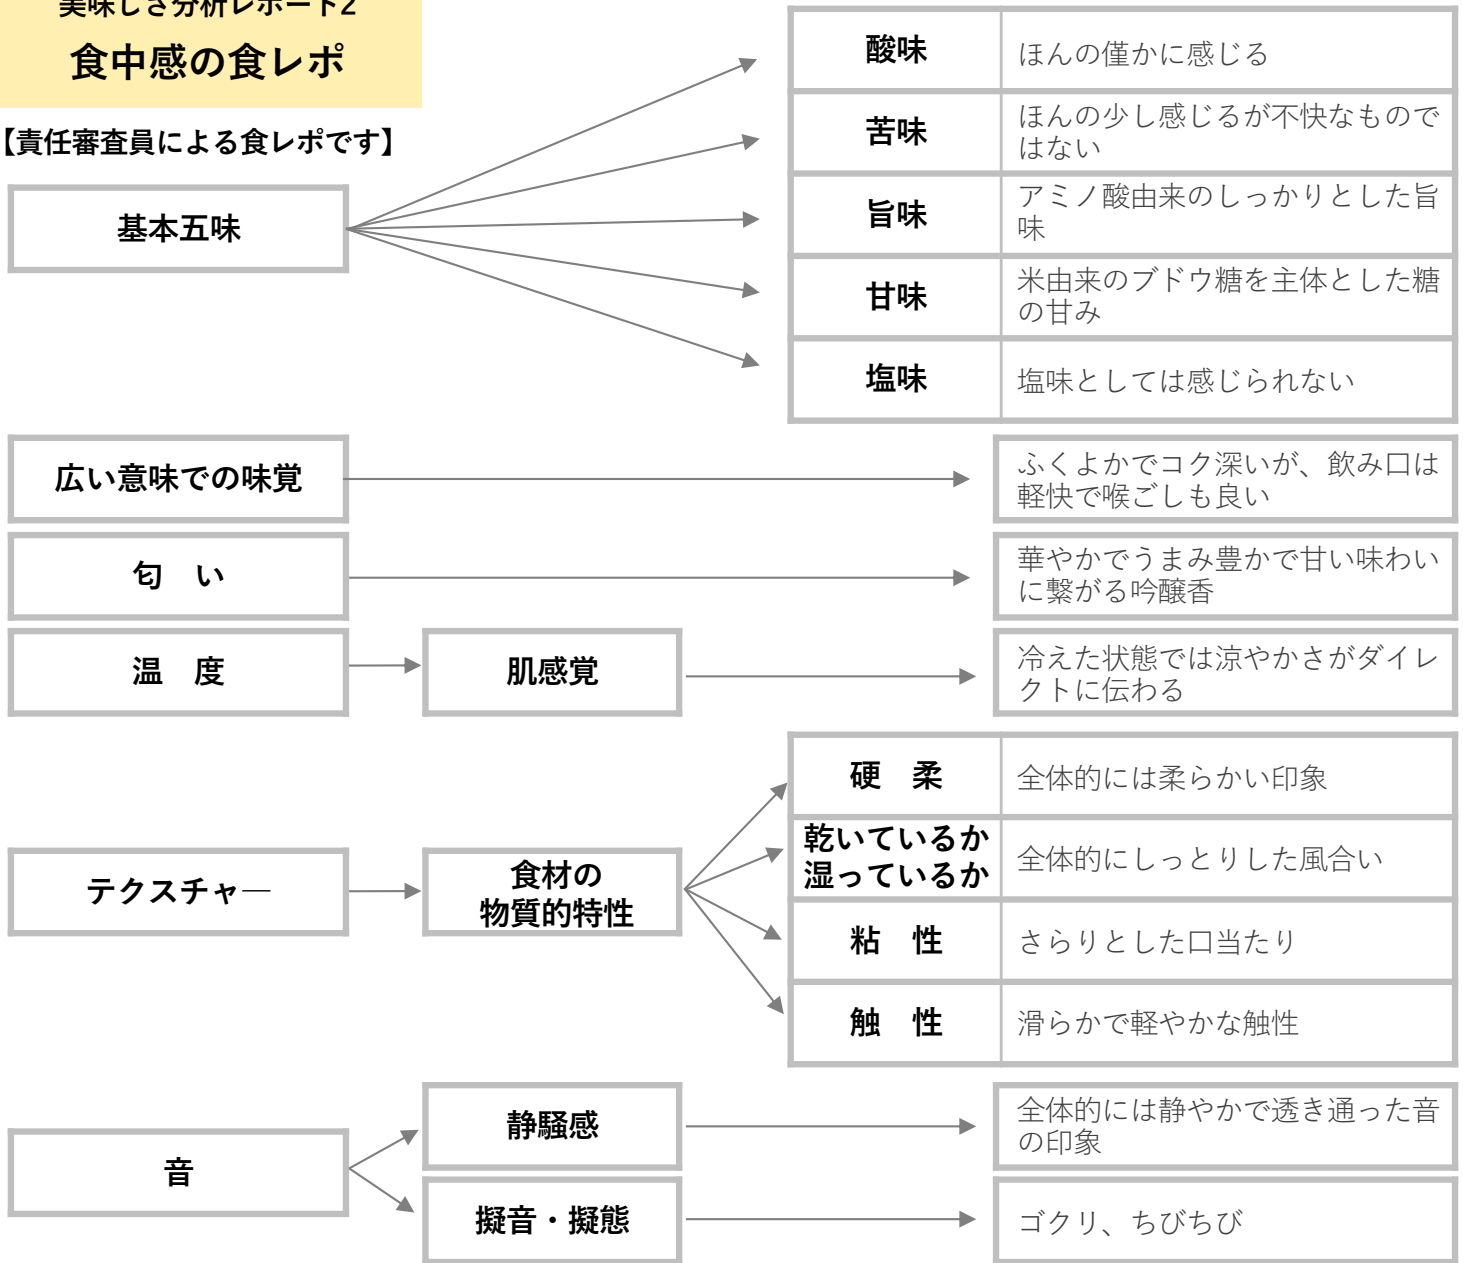 美味しさ分析レポート2
食中感の食レポ
【責任審査員による食レポです】
基本五味
酸味
ほんの僅かに感じる
苦味
ほんの少し感じるが不快なもので
はない
旨味
アミノ酸由来のしっかりとした旨
味
甘味
米由来のブドウ糖を主体とした糖
の甘み
塩味
塩味としては感じられない
広い意味での味覚
ふくよかでコク深いが、飲み口は
軽快で喉ごしも良い
匂　い
華やかでうまみ豊かで甘い味わい
に繋がる吟醸香
温　度
肌感覚
冷えた状態では涼やかさがダイレ
クトに伝わる
テクスチャ―
食材の
物質的特性
硬　柔
全体的には柔らかい印象
乾いているか
湿っているか
全体的にしっとりした風合い
粘　性
さらりとした口当たり
触　性
滑らかで軽やかな触性
音
静騒感
全体的には静やかで透き通った音
の印象
擬音・擬態
ゴクリ、ちびちび